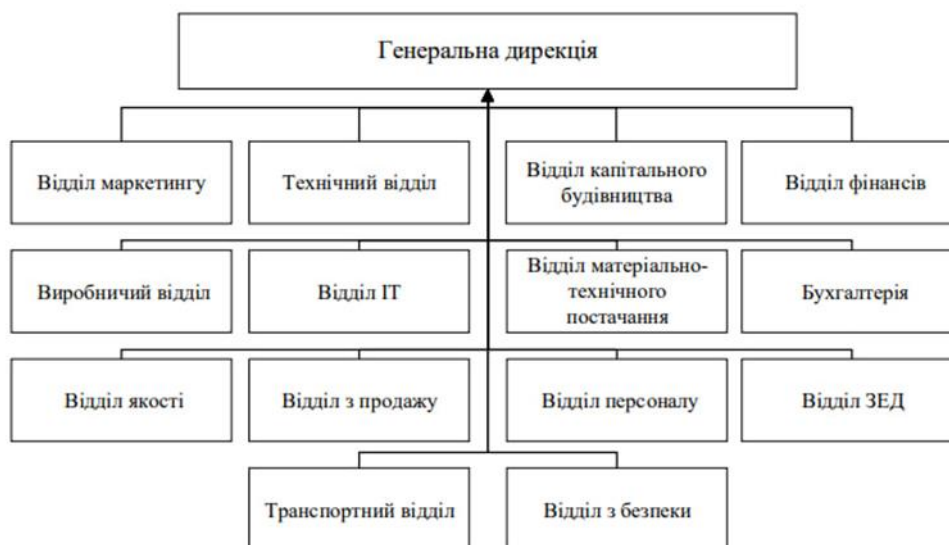 Генеральна дирекція
Відділ маркетингу
Технічний відділ
Відділ капітального
будівництва
Відділ фінансів
Виробничий відділ
Відділ ІТ
Відділ матеріально-
технічного
постачання
Бухгалтерія
Відділ якості
Відділ з продажу
Відділ персоналу
Відділ ЗЕД
Транспортний відділ
Відділ з безпеки